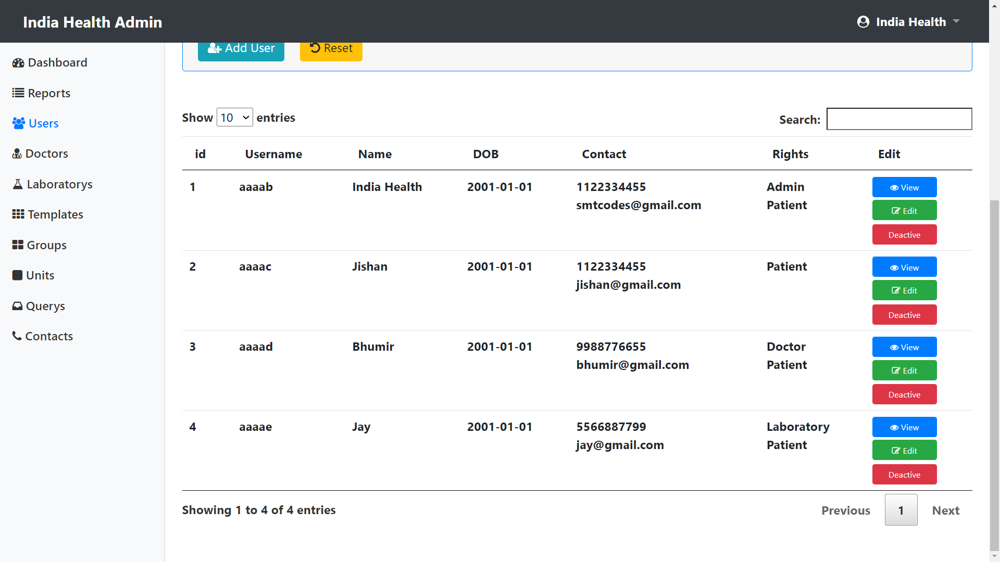 India Health Admin
India Health
Add User
Reset
Dashboard
Reports
Users
Doctors
Laboratorys
Templates
Groups
Units
Querys
Contacts
Show 10 entries
Search:
id Username Name DOB Contact Rights Edit
1 aaaab India Health 2001-01-01 1122334455 Admin View
smtcodes@gmail.com Patient
Edit
Deactive
2 aaaac Jishan 2001-01-01 1122334455 Patient View
jishan@gmail.com
Edit
Deactive
3 aaaad Bhumir 2001-01-01 9988776655 Doctor View
bhumir@gmail.com Patient
Edit
Deactive
4 aaaae Jay 2001-01-01 5566887799 Laboratory View
jay@gmail.com Patient
Edit
Deactive
Showing 1 to 4 of 4 entries
Previous 1 Next